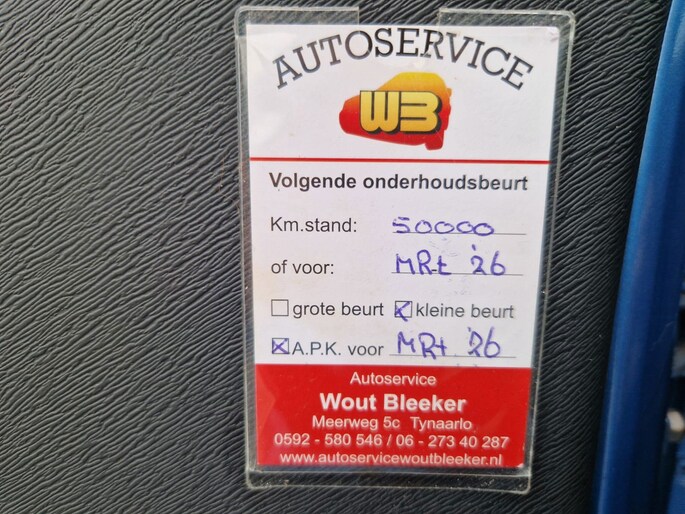 AUTOSERVICE
WB
Volgende onderhoudsbeurt
Km.stand: 50000
of voor: MRt '26
grote beurt kleine beurt
A.P.K. voor MRt '26
Autoservice
Wout Bleeker
Meerweg 5c Tynaarlo
0592 - 580 546 / 06 - 273 40 287
www.autoservicewoutbleeker.nl